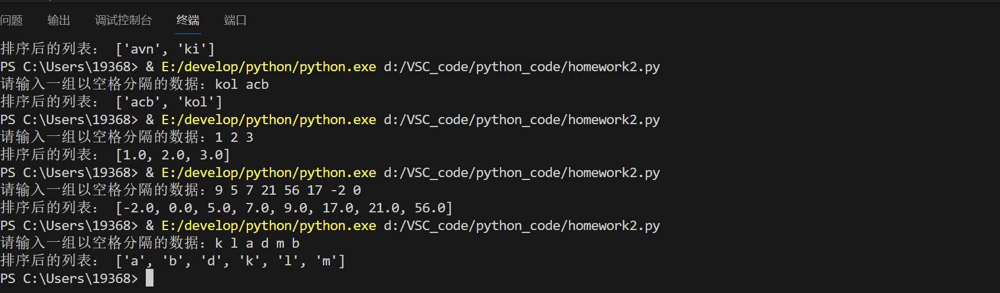 问题 输出 调试控制台 终端 端口
排序后的列表： ['avn', 'ki']
PS C:\Users\19368> & E:/develop/python/python.exe d:/VSC_code/python_code/homework2.py
请输入一组以空格分隔的数据：kol acb
排序后的列表： ['acb', 'kol']
PS C:\Users\19368> & E:/develop/python/python.exe d:/VSC_code/python_code/homework2.py
请输入一组以空格分隔的数据：1 2 3
排序后的列表： [1.0, 2.0, 3.0]
PS C:\Users\19368> & E:/develop/python/python.exe d:/VSC_code/python_code/homework2.py
请输入一组以空格分隔的数据：9 5 7 21 56 17 -2 0
排序后的列表： [-2.0, 0.0, 5.0, 7.0, 9.0, 17.0, 21.0, 56.0]
PS C:\Users\19368> & E:/develop/python/python.exe d:/VSC_code/python_code/homework2.py
请输入一组以空格分隔的数据：k l a d m b
排序后的列表： ['a', 'b', 'd', 'k', 'l', 'm']
PS C:\Users\19368>